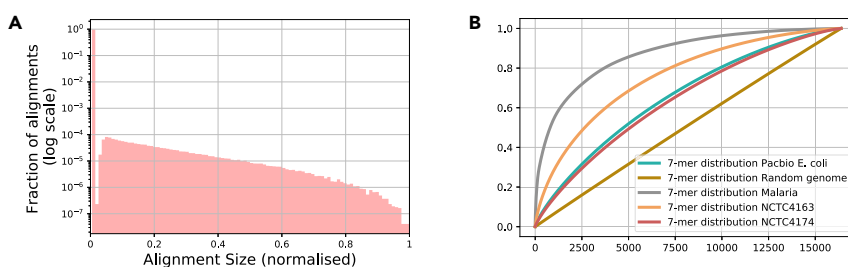 A
Fraction of alignments
(log scale)
10⁰
10⁻¹
10⁻²
10⁻³
10⁻⁴
10⁻⁵
10⁻⁶
10⁻⁷
0 0.2 0.4 0.6 0.8 1
Alignment Size (normalised)
B
1.0
0.8
0.6
0.4
0.2
0.0
0 2500 5000 7500 10000 12500 15000
7-mer distribution Pacbio E. coli
7-mer distribution Random genome
7-mer distribution Malaria
7-mer distribution NCTC4163
7-mer distribution NCTC4174